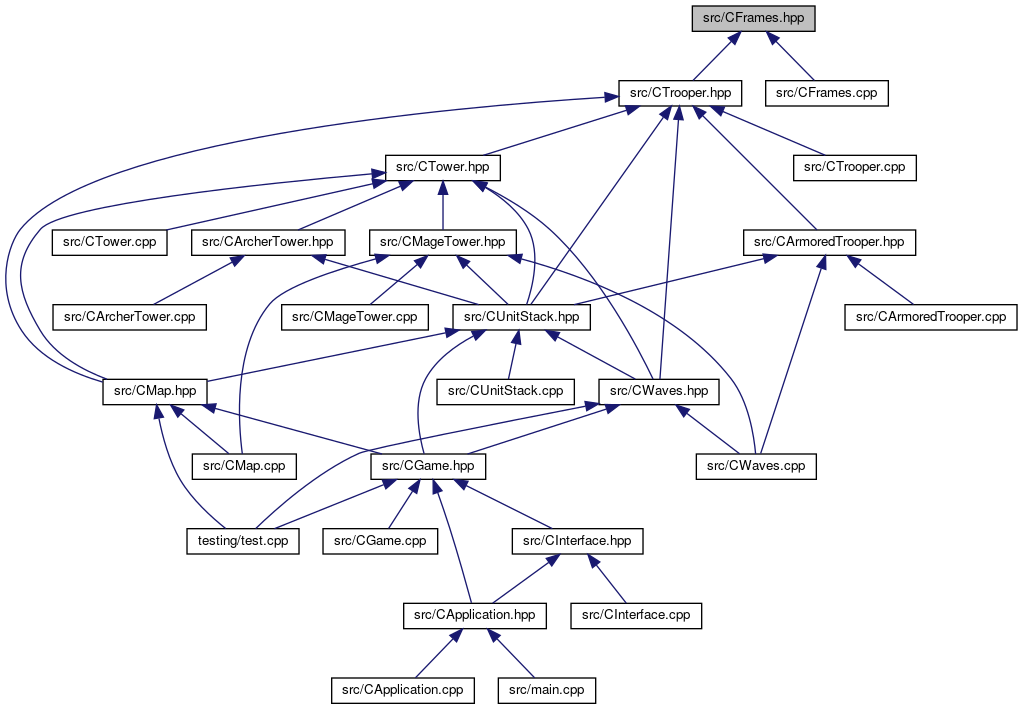 src/CFrames.hpp
src/CTrooper.hpp
src/CFrames.cpp
src/CTower.hpp
src/CTrooper.cpp
src/CTower.cpp
src/CArcherTower.hpp
src/CMageTower.hpp
src/CArmoredTrooper.hpp
src/CArcherTower.cpp
src/CMageTower.cpp
src/CUnitStack.hpp
src/CArmoredTrooper.cpp
src/CMap.hpp
src/CUnitStack.cpp
src/CWaves.hpp
src/CMap.cpp
src/CGame.hpp
src/CWaves.cpp
testing/test.cpp
src/CGame.cpp
src/CInterface.hpp
src/CApplication.hpp
src/CInterface.cpp
src/CApplication.cpp
src/main.cpp